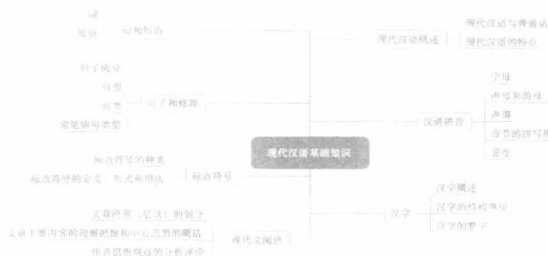 词
短语
词和短语
句子成分
句型
句类
常见病句类型
句子和修辞
标点符号的种类
标点符号的定义、形式和用法
标点符号
文章段落（层次）的划分
文章主要内容的理解把握和中心思想的概括
作者思想观点的分析评论
现代文阅读
现代汉语基础知识
现代汉语概述
现代汉语与普通话
现代汉语的特点
汉语拼音
字母
声母和韵母
声调
音节的拼写规
音变
汉字
汉字概述
汉字的结构单位
汉字的整字